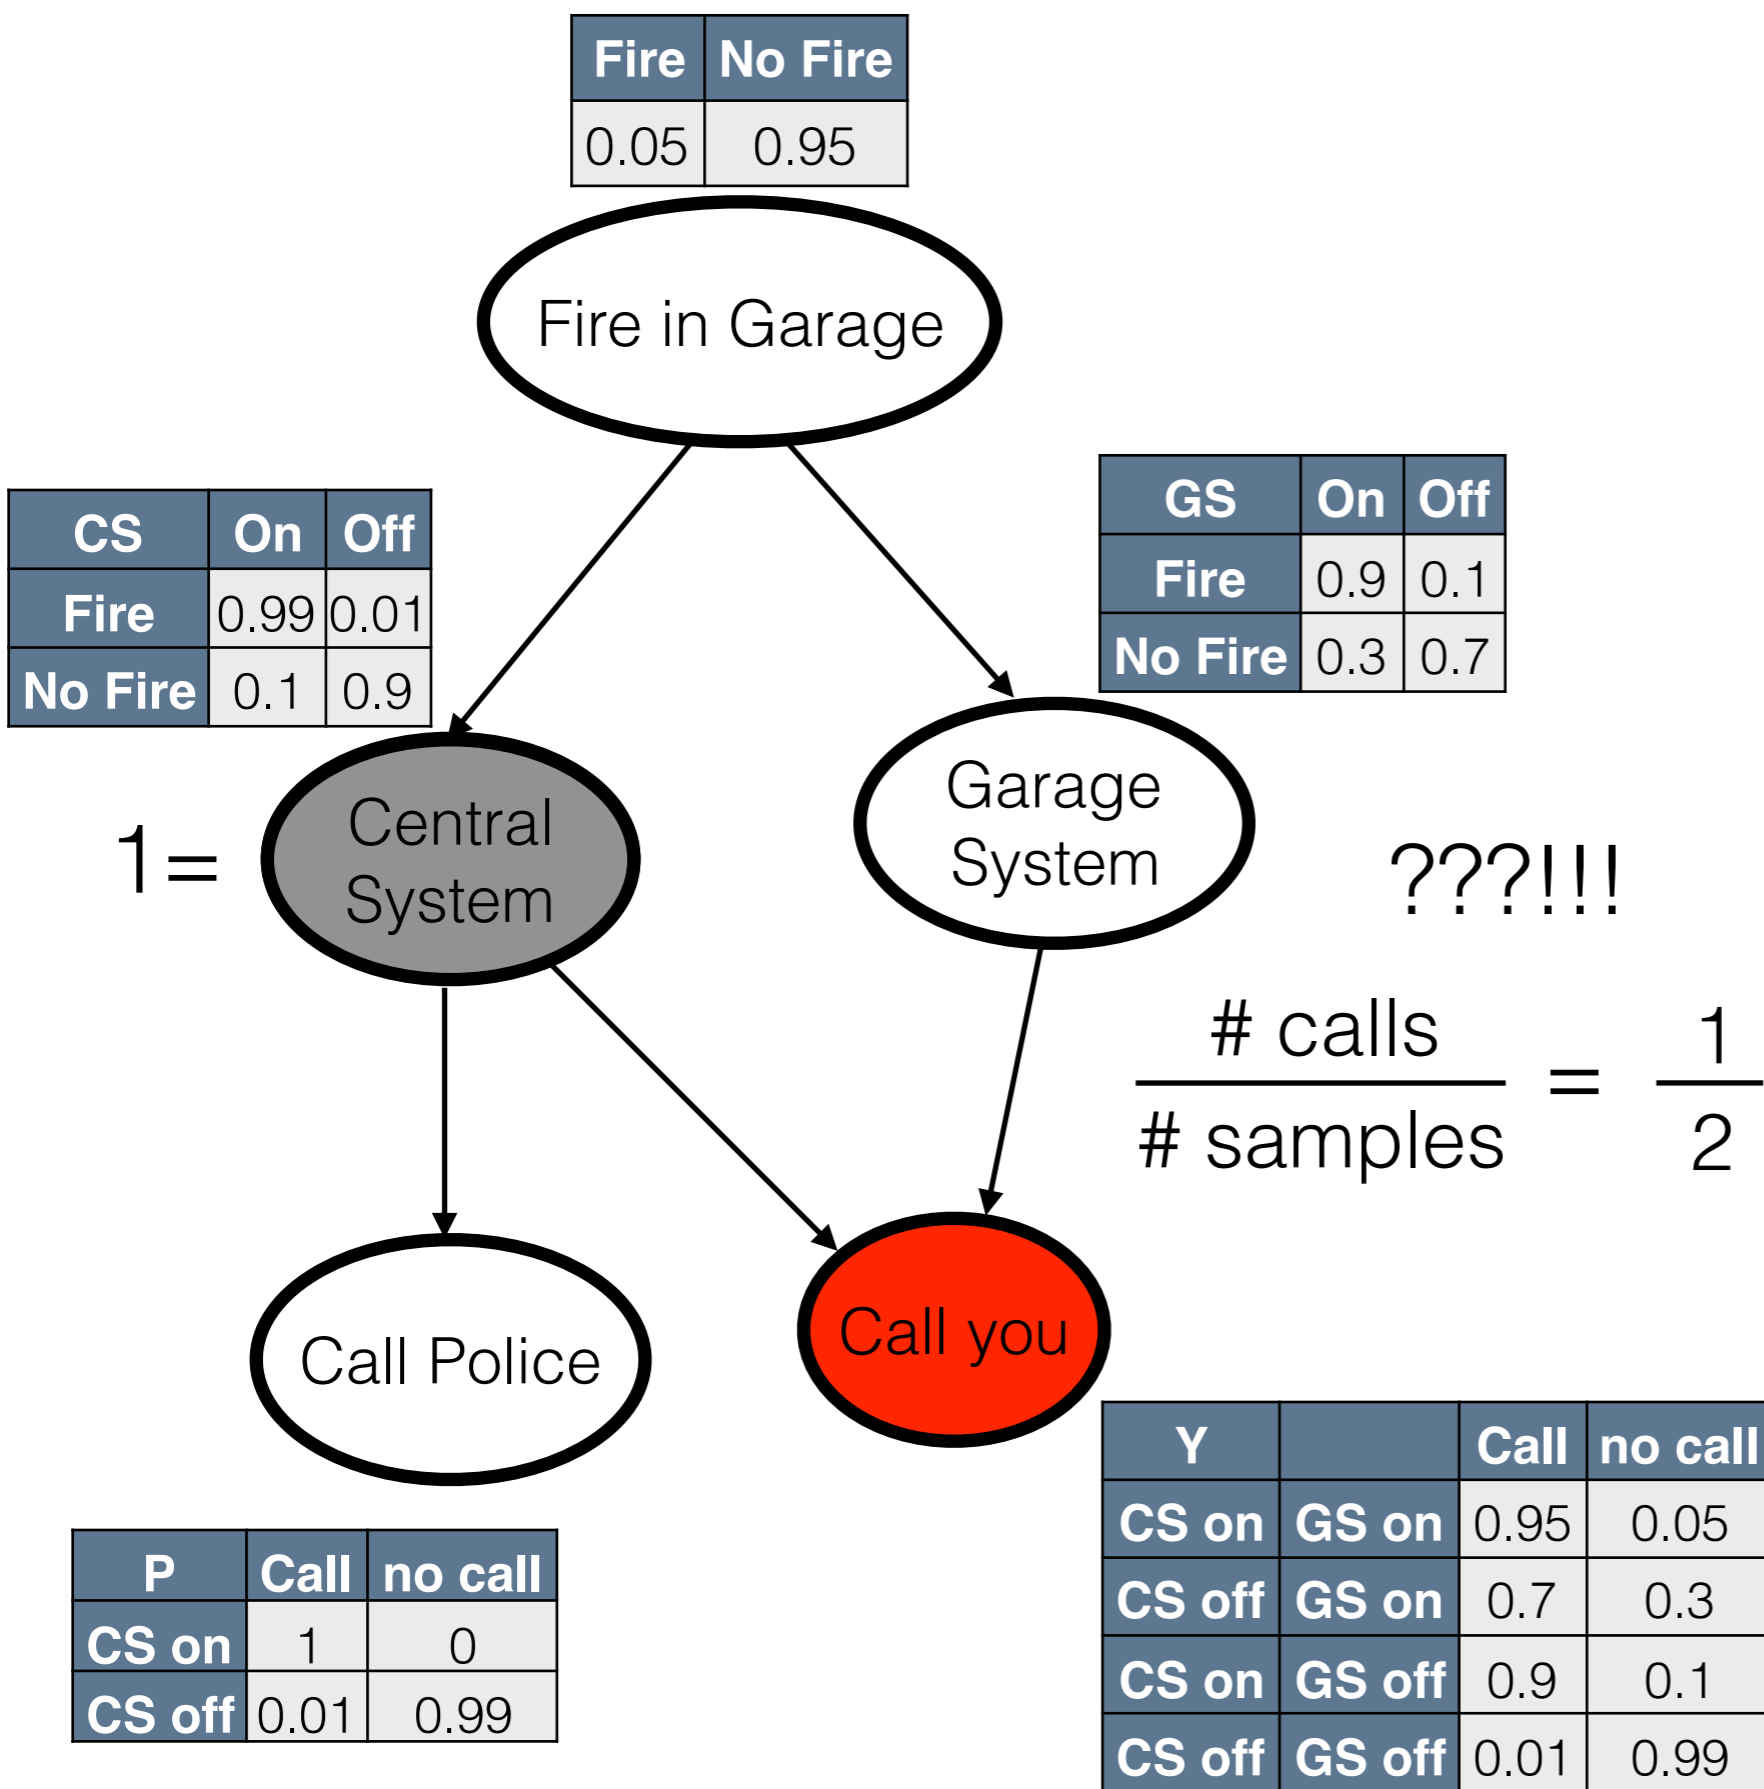 Fire No Fire
0.05 0.95
Fire in Garage
CS On Off
Fire 0.99 0.01
No Fire 0.1 0.9
GS On Off
Fire 0.9 0.1
No Fire 0.3 0.7
1=
Central
System
Garage
System
???!!!
# calls
# samples
=
1
2
Call Police
Call you
P Call no call
CS on 1 0
CS off 0.01 0.99
Y Call no call
CS on GS on 0.95 0.05
CS off GS on 0.7 0.3
CS on GS off 0.9 0.1
CS off GS off 0.01 0.99